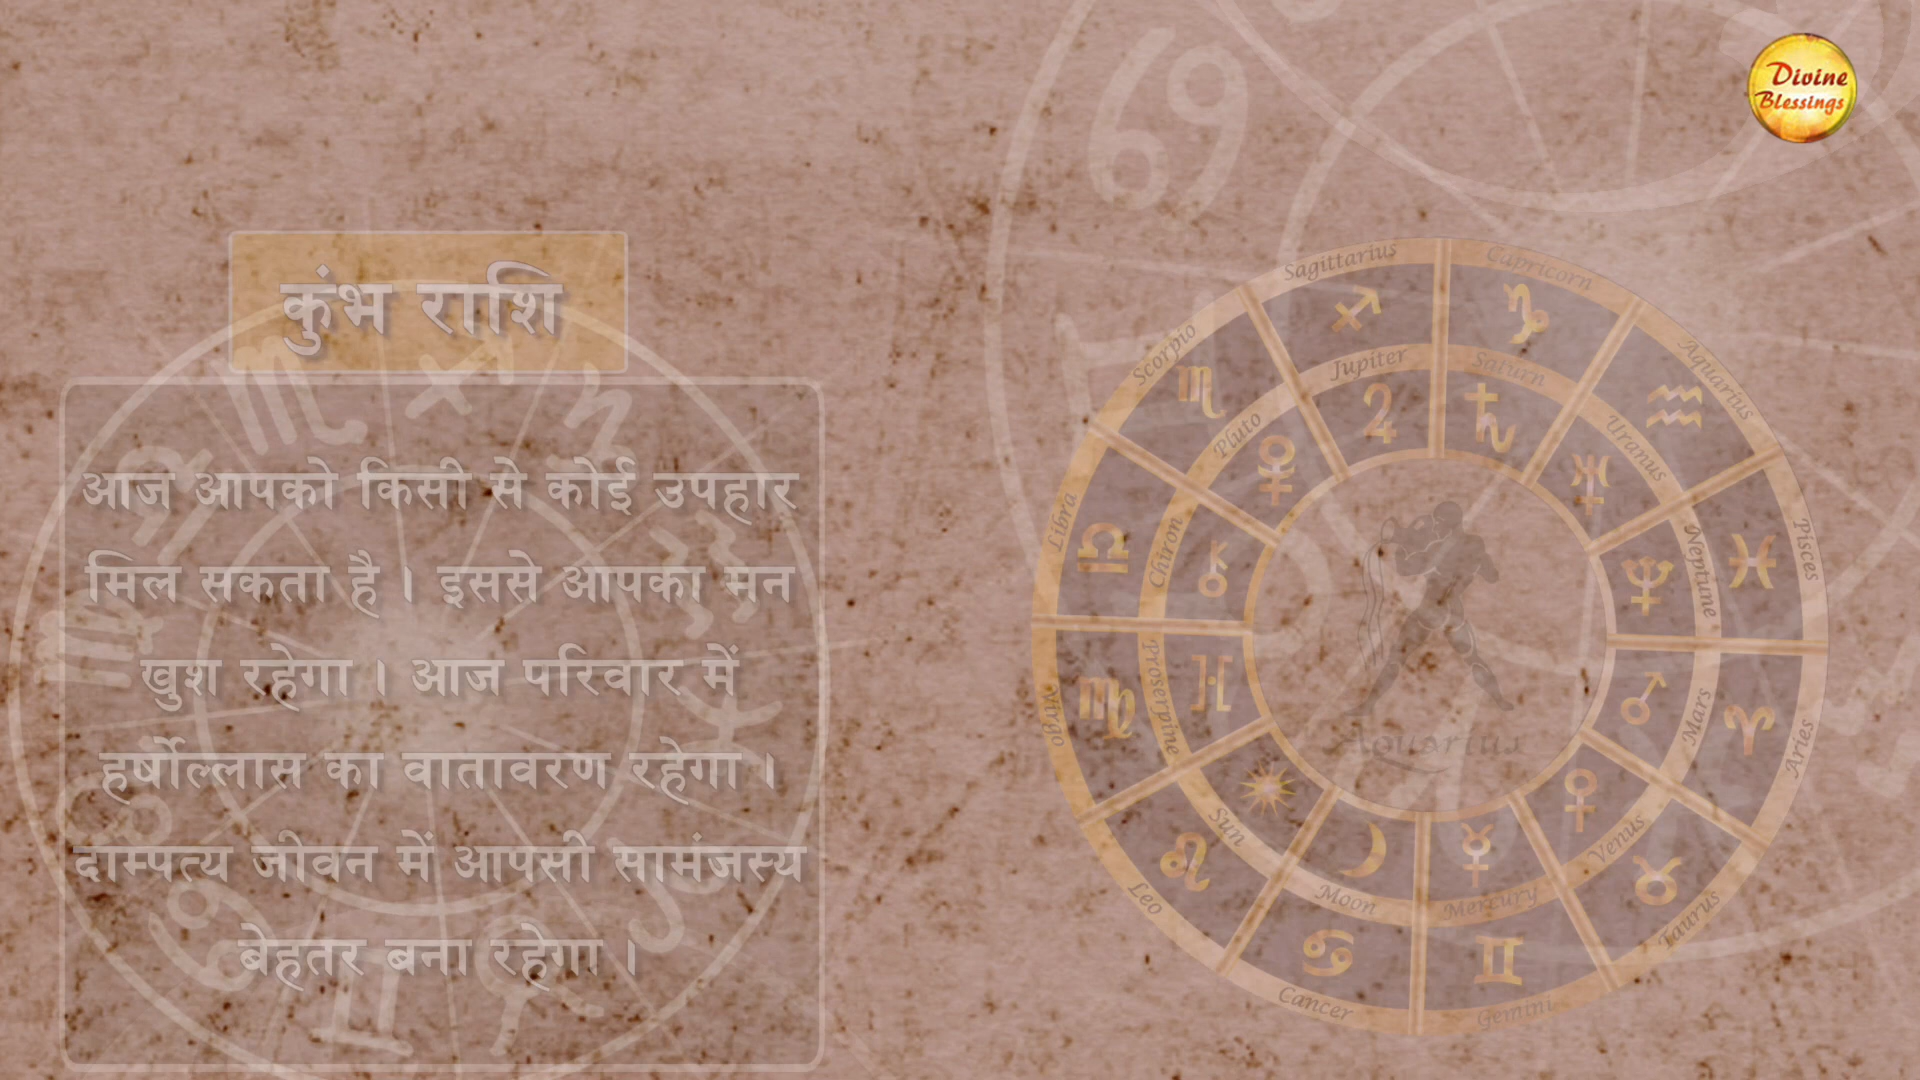 Divine
Blessings
कुंभ राशि
आज आपको किसी से कोई उपहार
मिल सकता है । इससे आपका मन
खुश रहेगा । आज परिवार में
हर्षोल्लास का वातावरण रहेगा ।
दाम्पत्य जीवन में आपसी सामंजस्य
बेहतर बना रहेगा ।
Sagittarius
Capricorn
Aquarius
Pisces
Aries
Taurus
Gemini
Cancer
Leo
Virgo
Libra
Scorpio
Jupiter
Saturn
Uranus
Neptune
Mars
Venus
Mercury
Moon
Sun
Proserpine
Chiron
Pluto
Aquarius